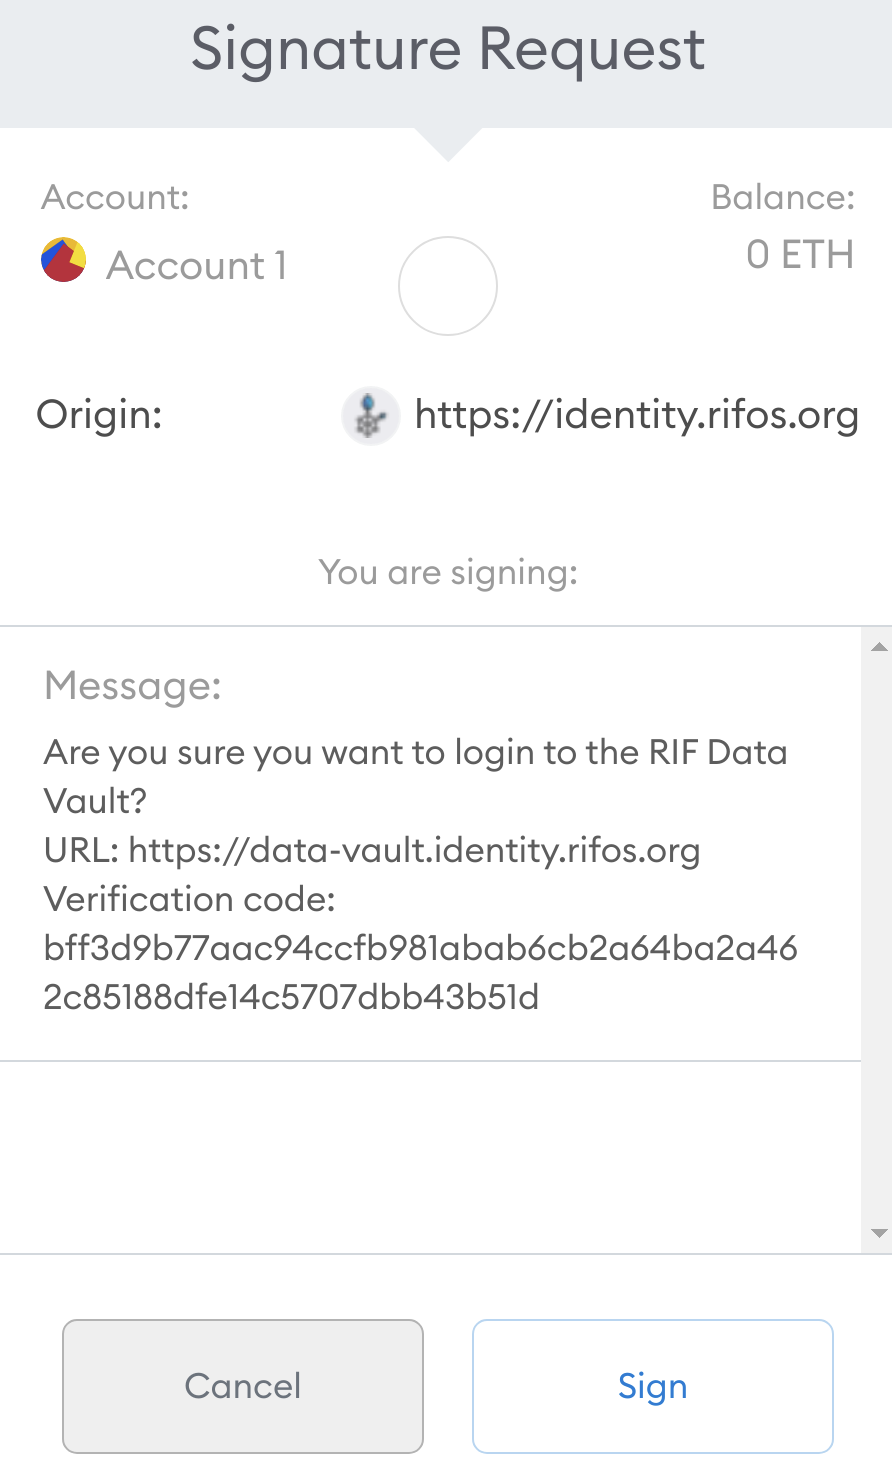 Signature Request
Account:
Balance:
Account 1
0 ETH
Origin:
https://identity.rifos.org
You are signing:
Message:
Are you sure you want to login to the RIF Data
Vault?
URL: https://data-vault.identity.rifos.org
Verification code:
bff3d9b77aac94ccfb981abab6cb2a64ba2a46
2c85188dfe14c5707dbb43b51d
Cancel
Sign